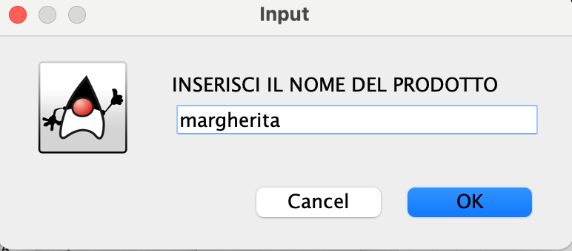 Input
INSERISCI IL NOME DEL PRODOTTO
margherita
Cancel
OK